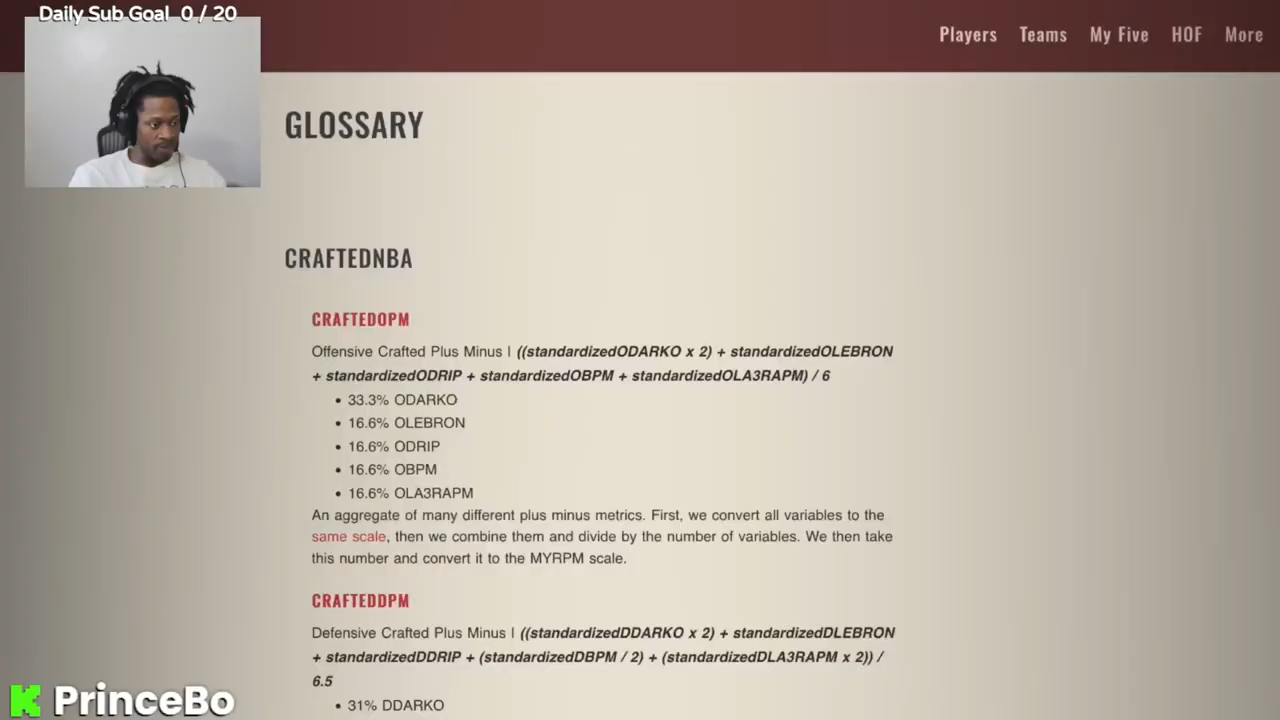 Daily Sub Goal 0 / 20
Players Teams My Five HOF More
GLOSSARY
CRAFTEDNBA
CRAFTEDOPM
Offensive Crafted Plus Minus | ((standardizedODARKO x 2) + standardizedOLEBRON
+ standardizedODRIP + standardizedOBPM + standardizedOLA3RAPM) / 6
• 33.3% ODARKO
• 16.6% OLEBRON
• 16.6% ODRIP
• 16.6% OBPM
• 16.6% OLA3RAPM
An aggregate of many different plus minus metrics. First, we convert all variables to the
same scale, then we combine them and divide by the number of variables. We then take
this number and convert it to the MYRPM scale.
CRAFTEDDPM
Defensive Crafted Plus Minus | ((standardizedDDARKO x 2) + standardizedDLEBRON
+ standardizedDDRIP + (standardizedDBPM / 2) + (standardizedDLA3RAPM x 2)) /
6.5
• 31% DDARKO
K PrinceBo